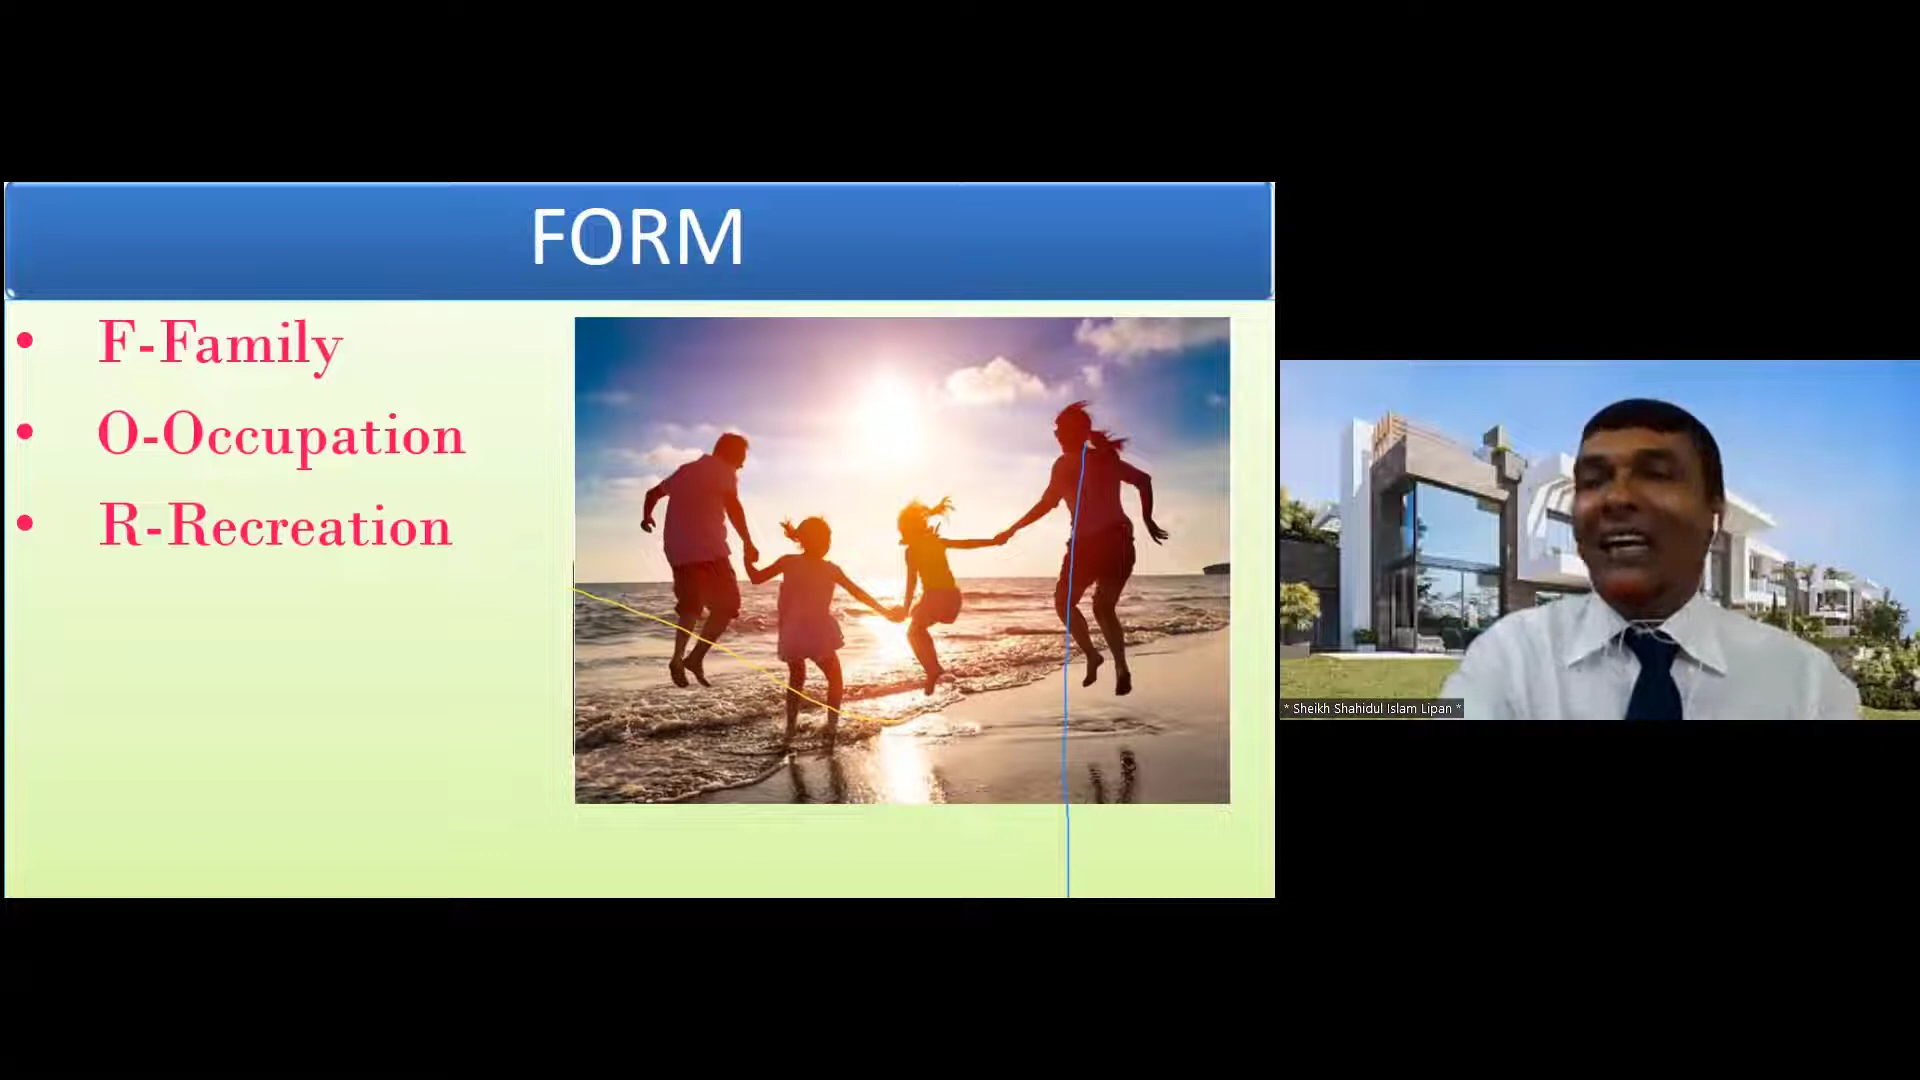 FORM
• F-Family
• O-Occupation
• R-Recreation
* Sheikh Shahidul Islam Lipan *